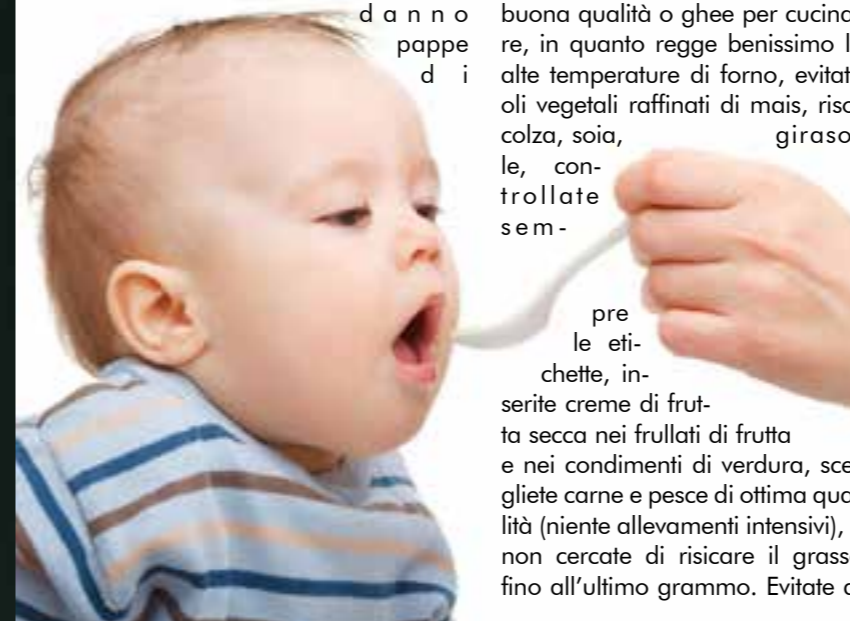 danno
pappe
di
buona qualità o ghee per cucina
re, in quanto regge benissimo l
alte temperature di forno, evitat
oli vegetali raffinati di mais, riso
colza, soia, giraso
le, con-
trollate
sem-
pre
le eti-
chette, in-
serite creme di frut-
ta secca nei frullati di frutta
e nei condimenti di verdura, sce
gliete carne e pesce di ottima qua
lità (niente allevamenti intensivi),
non cercate di risicare il grass
fino all'ultimo grammo. Evitate